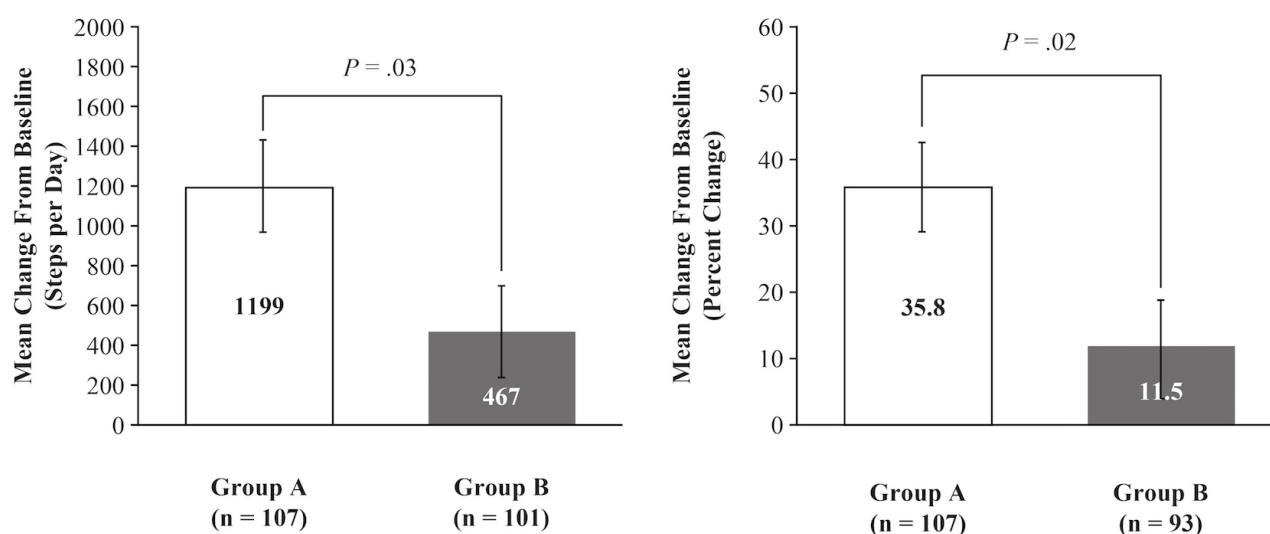 Mean Change From Baseline
(Steps per Day)
2000
1800
1600
1400
1200
1000
800
600
400
200
0
P = .03
1199
467
Group A
(n = 107)
Group B
(n = 101)
Mean Change From Baseline
(Percent Change)
60
50
40
30
20
10
0
P = .02
35.8
11.5
Group A
(n = 107)
Group B
(n = 93)